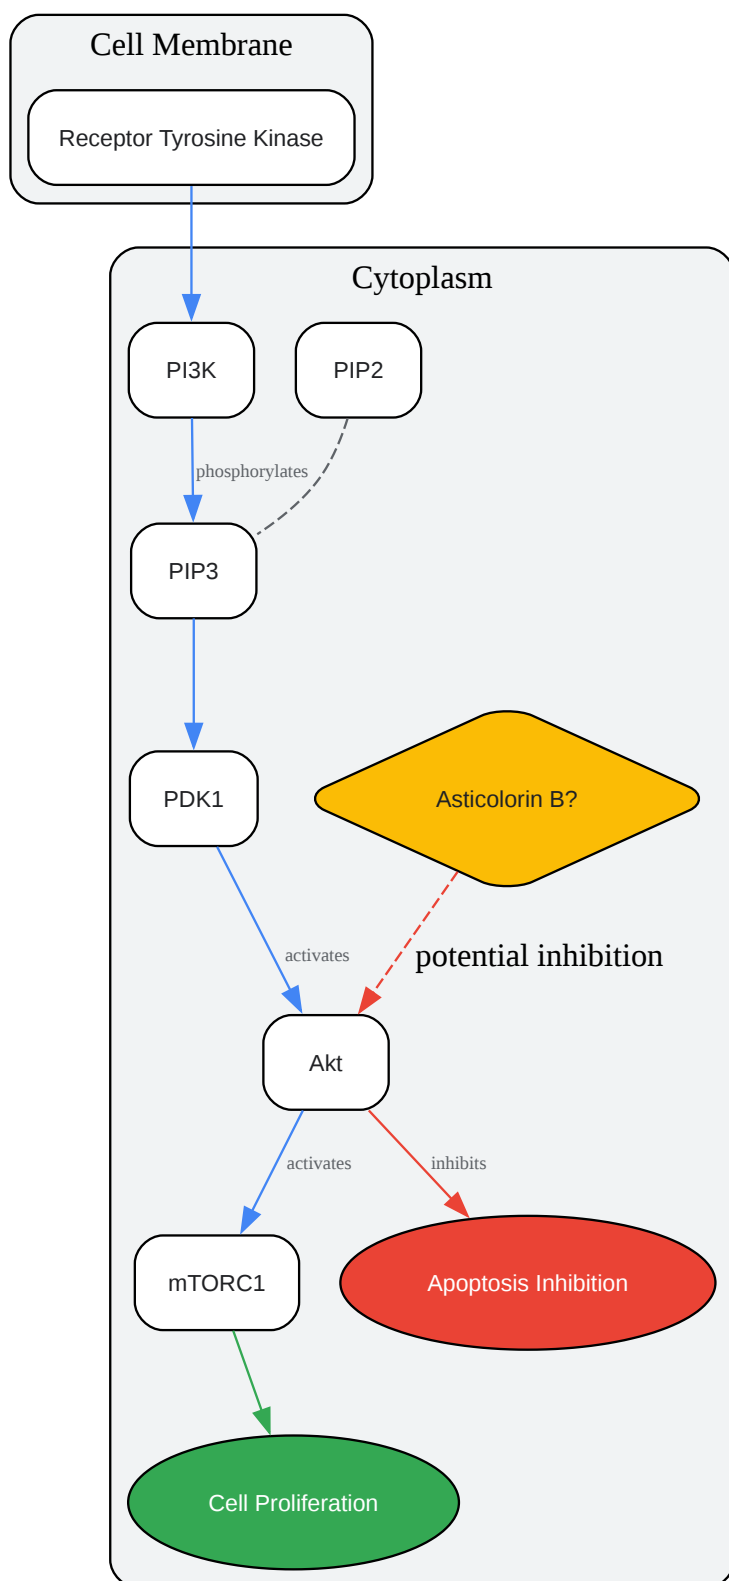 Cell Membrane
Receptor Tyrosine Kinase
Cytoplasm
PI3K
PIP2
phosphorylates
PIP3
PDK1
Asticolorin B?
activates
potential inhibition
Akt
activates
inhibits
mTORC1
Apoptosis Inhibition
Cell Proliferation